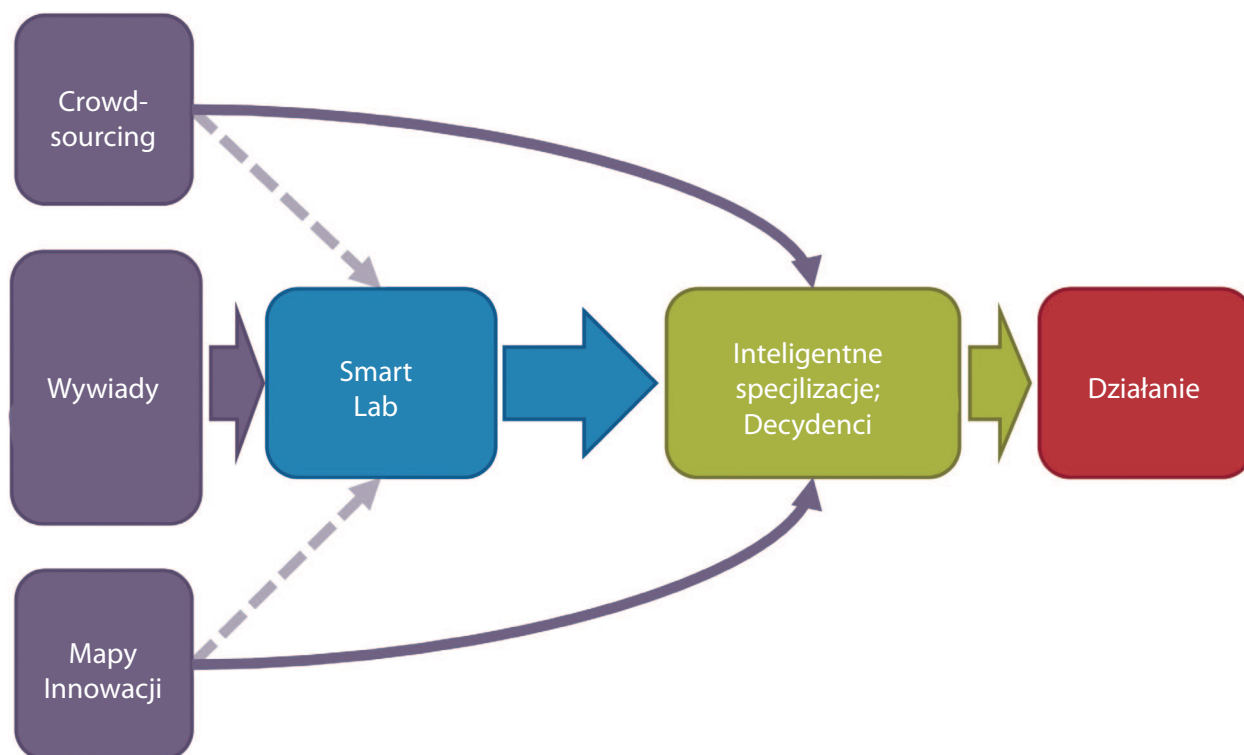 Crowd-
sourcing
Wywiady
Smart
Lab
Inteligentne
specjlizacje;
Decydenci
Działanie
Mapy
Innowacji